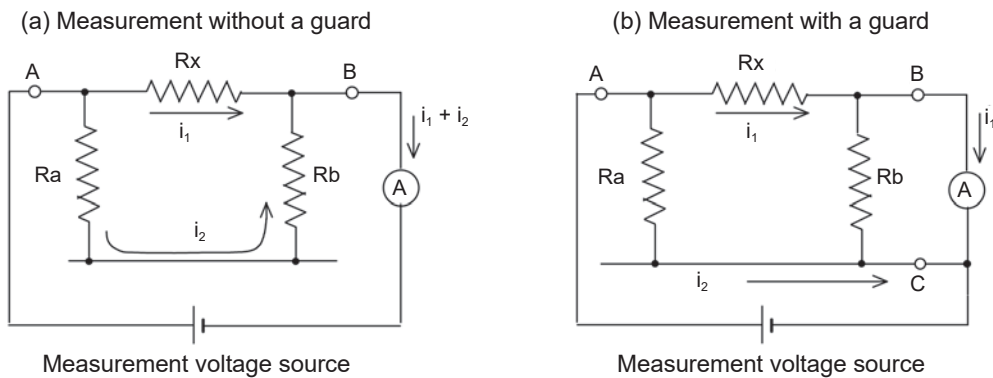 (a) Measurement without a guard
A
Rx
B
i₁
i₁ + i₂
Ra
Rb
A
i₂
Measurement voltage source
(b) Measurement with a guard
A
Rx
B
i₁
i₁
Ra
Rb
A
i₂
C
Measurement voltage source